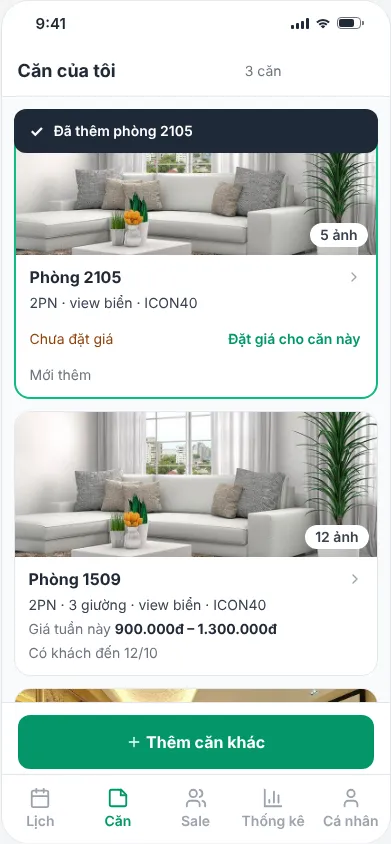 9:41
Căn của tôi 3 căn
Đã thêm phòng 2105
5 ảnh
Phòng 2105
2PN · view biển · ICON40
Chưa đặt giá Đặt giá cho căn này
Mới thêm
12 ảnh
Phòng 1509
2PN · 3 giường · view biển · ICON40
Giá tuần này 900.000đ – 1.300.000đ
Có khách đến 12/10
+ Thêm căn khác
Lịch Căn Sale Thống kê Cá nhân